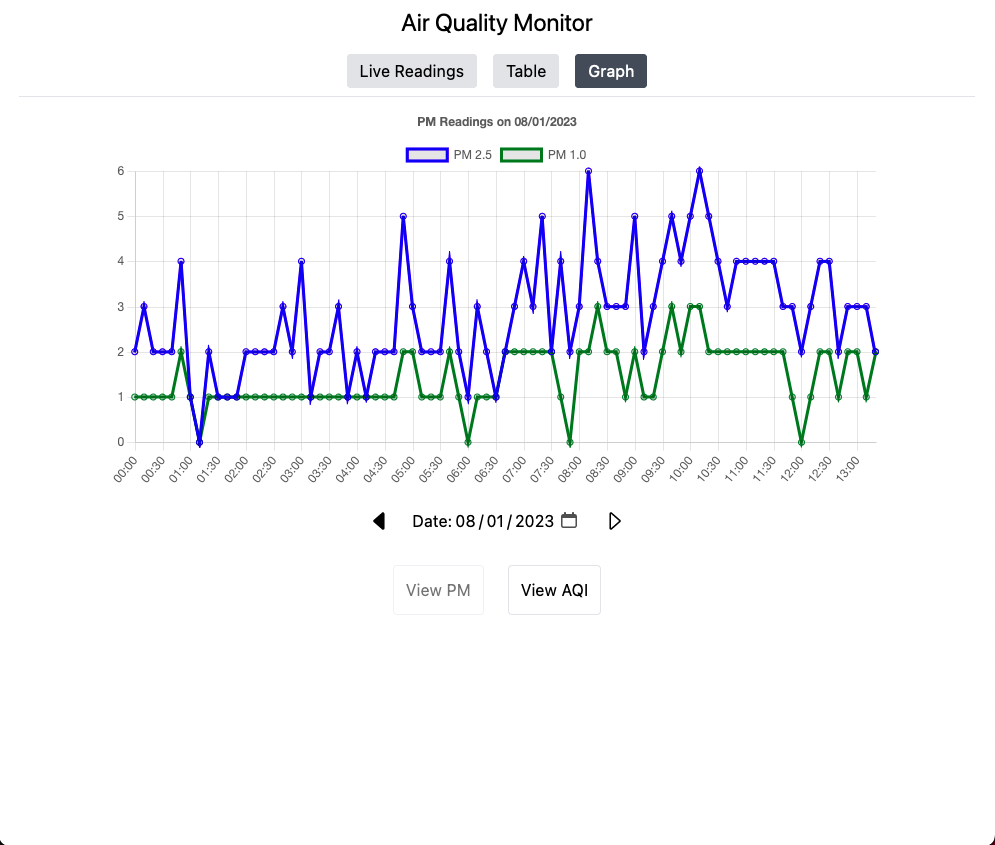 Air Quality Monitor
Live Readings Table Graph
PM Readings on 08/01/2023
PM 2.5 PM 1.0
6
5
4
3
2
1
0
00:00 00:30 01:00 01:30 02:00 02:30 03:00 03:30 04:00 04:30 05:00 05:30 06:00 06:30 07:00 07:30 08:00 08:30 09:00 09:30 10:00 10:30 11:00 11:30 12:00 12:30 13:00
Date: 08/01/2023
View PM View AQI